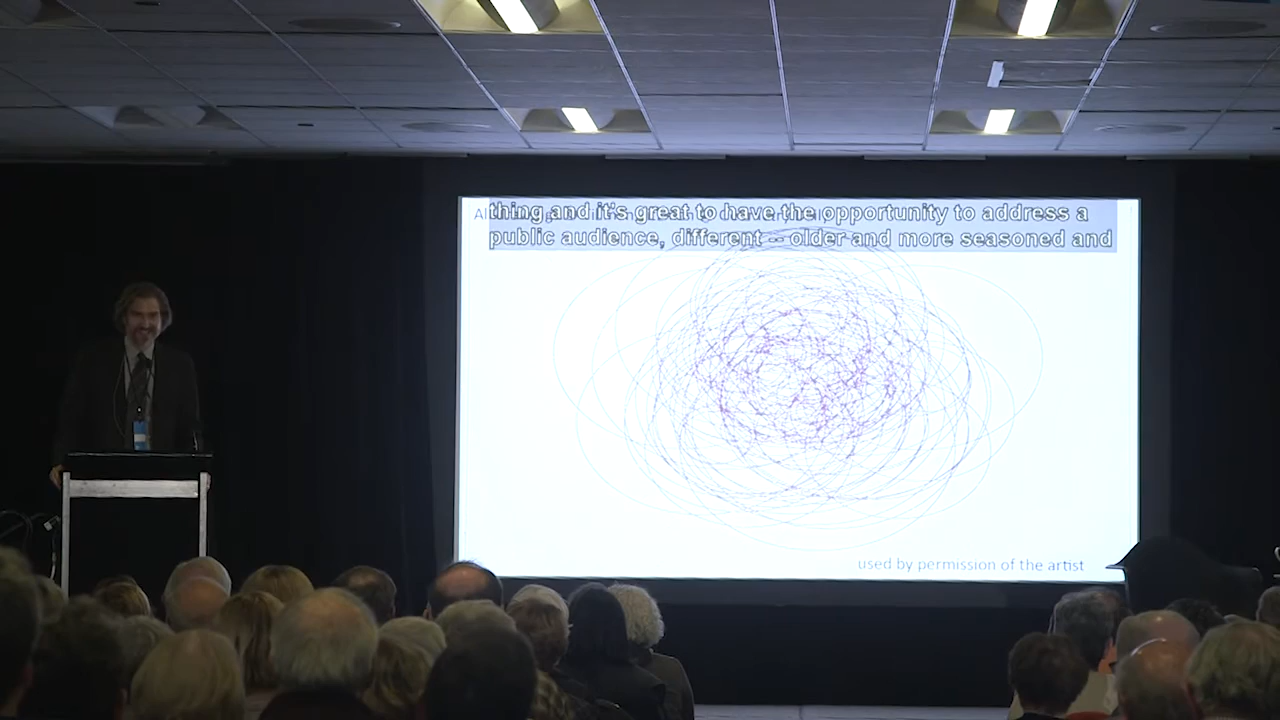 thing and it's great to have the opportunity to address a
public audience, different -- older and more seasoned and
used by permission of the artist